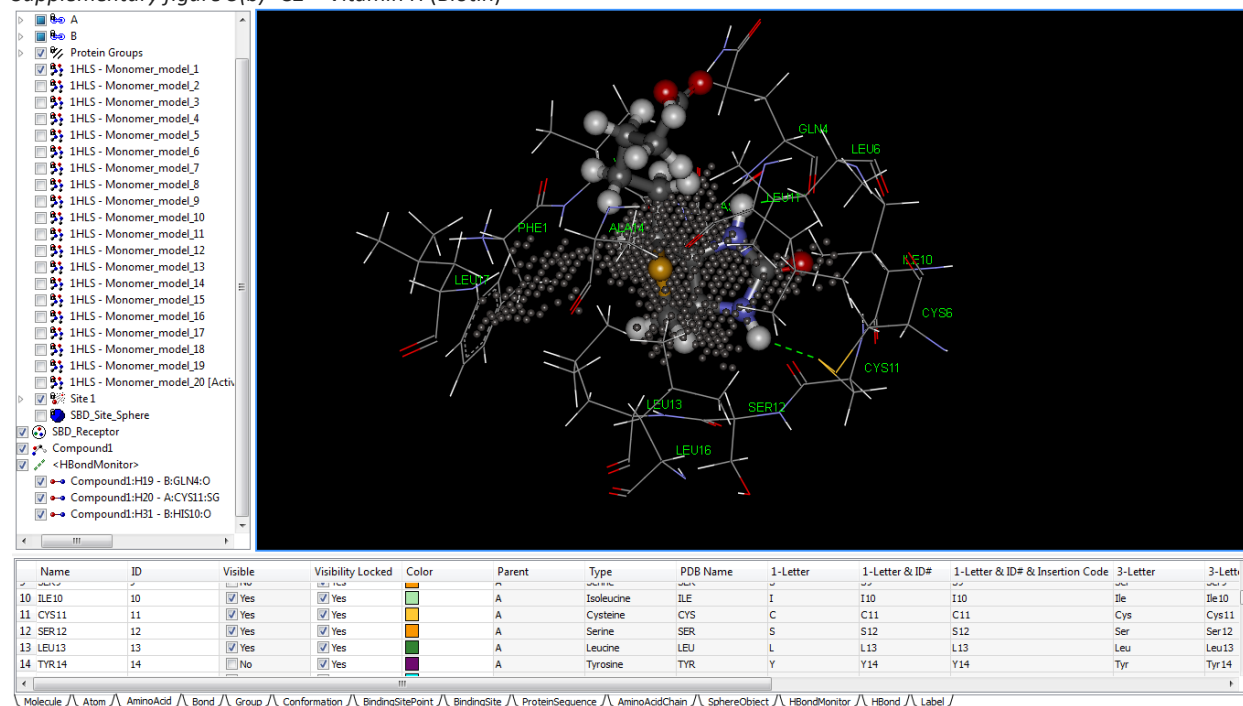 Supplementary figure 3(b) C2 – Vitamin H (Biotin)
A
B
Protein Groups
1HLS - Monomer_model_1
1HLS - Monomer_model_2
1HLS - Monomer_model_3
1HLS - Monomer_model_4
1HLS - Monomer_model_5
1HLS - Monomer_model_6
1HLS - Monomer_model_7
1HLS - Monomer_model_8
1HLS - Monomer_model_9
1HLS - Monomer_model_10
1HLS - Monomer_model_11
1HLS - Monomer_model_12
1HLS - Monomer_model_13
1HLS - Monomer_model_14
1HLS - Monomer_model_15
1HLS - Monomer_model_16
1HLS - Monomer_model_17
1HLS - Monomer_model_18
1HLS - Monomer_model_19
1HLS - Monomer_model_20 [Activ
Site 1
SBD_Site_Sphere
SBD_Receptor
Compound1
<HBondMonitor>
Compound1:H19 - B:GLN4:O
Compound1:H20 - A:CYS11:SG
Compound1:H31 - B:HIS10:O
GLN4
LEU6
PHE1
ALA14
LEU17
ILE10
CYS6
CYS11
LEU13
SER12
LEU16
Name ID Visible Visibility Locked Color Parent Type PDB Name 1-Letter 1-Letter & ID# 1-Letter & ID# & Insertion Code 3-Letter 3-Lett
10 ILE10 10 Yes Yes A Isoleucine ILE I I10 I10 Ile Ile10
11 CYS11 11 Yes Yes A Cysteine CYS C C11 C11 Cys Cys11
12 SER12 12 Yes Yes A Serine SER S S12 S12 Ser Ser12
13 LEU13 13 Yes Yes A Leucine LEU L L13 L13 Leu Leu13
14 TYR14 14 No Yes A Tyrosine TYR Y Y14 Y14 Tyr Tyr14
Molecule Atom AminoAcid Bond Group Conformation BindingSitePoint BindingSite ProteinSequence AminoAcidChain SphereObject HBondMonitor HBond Label